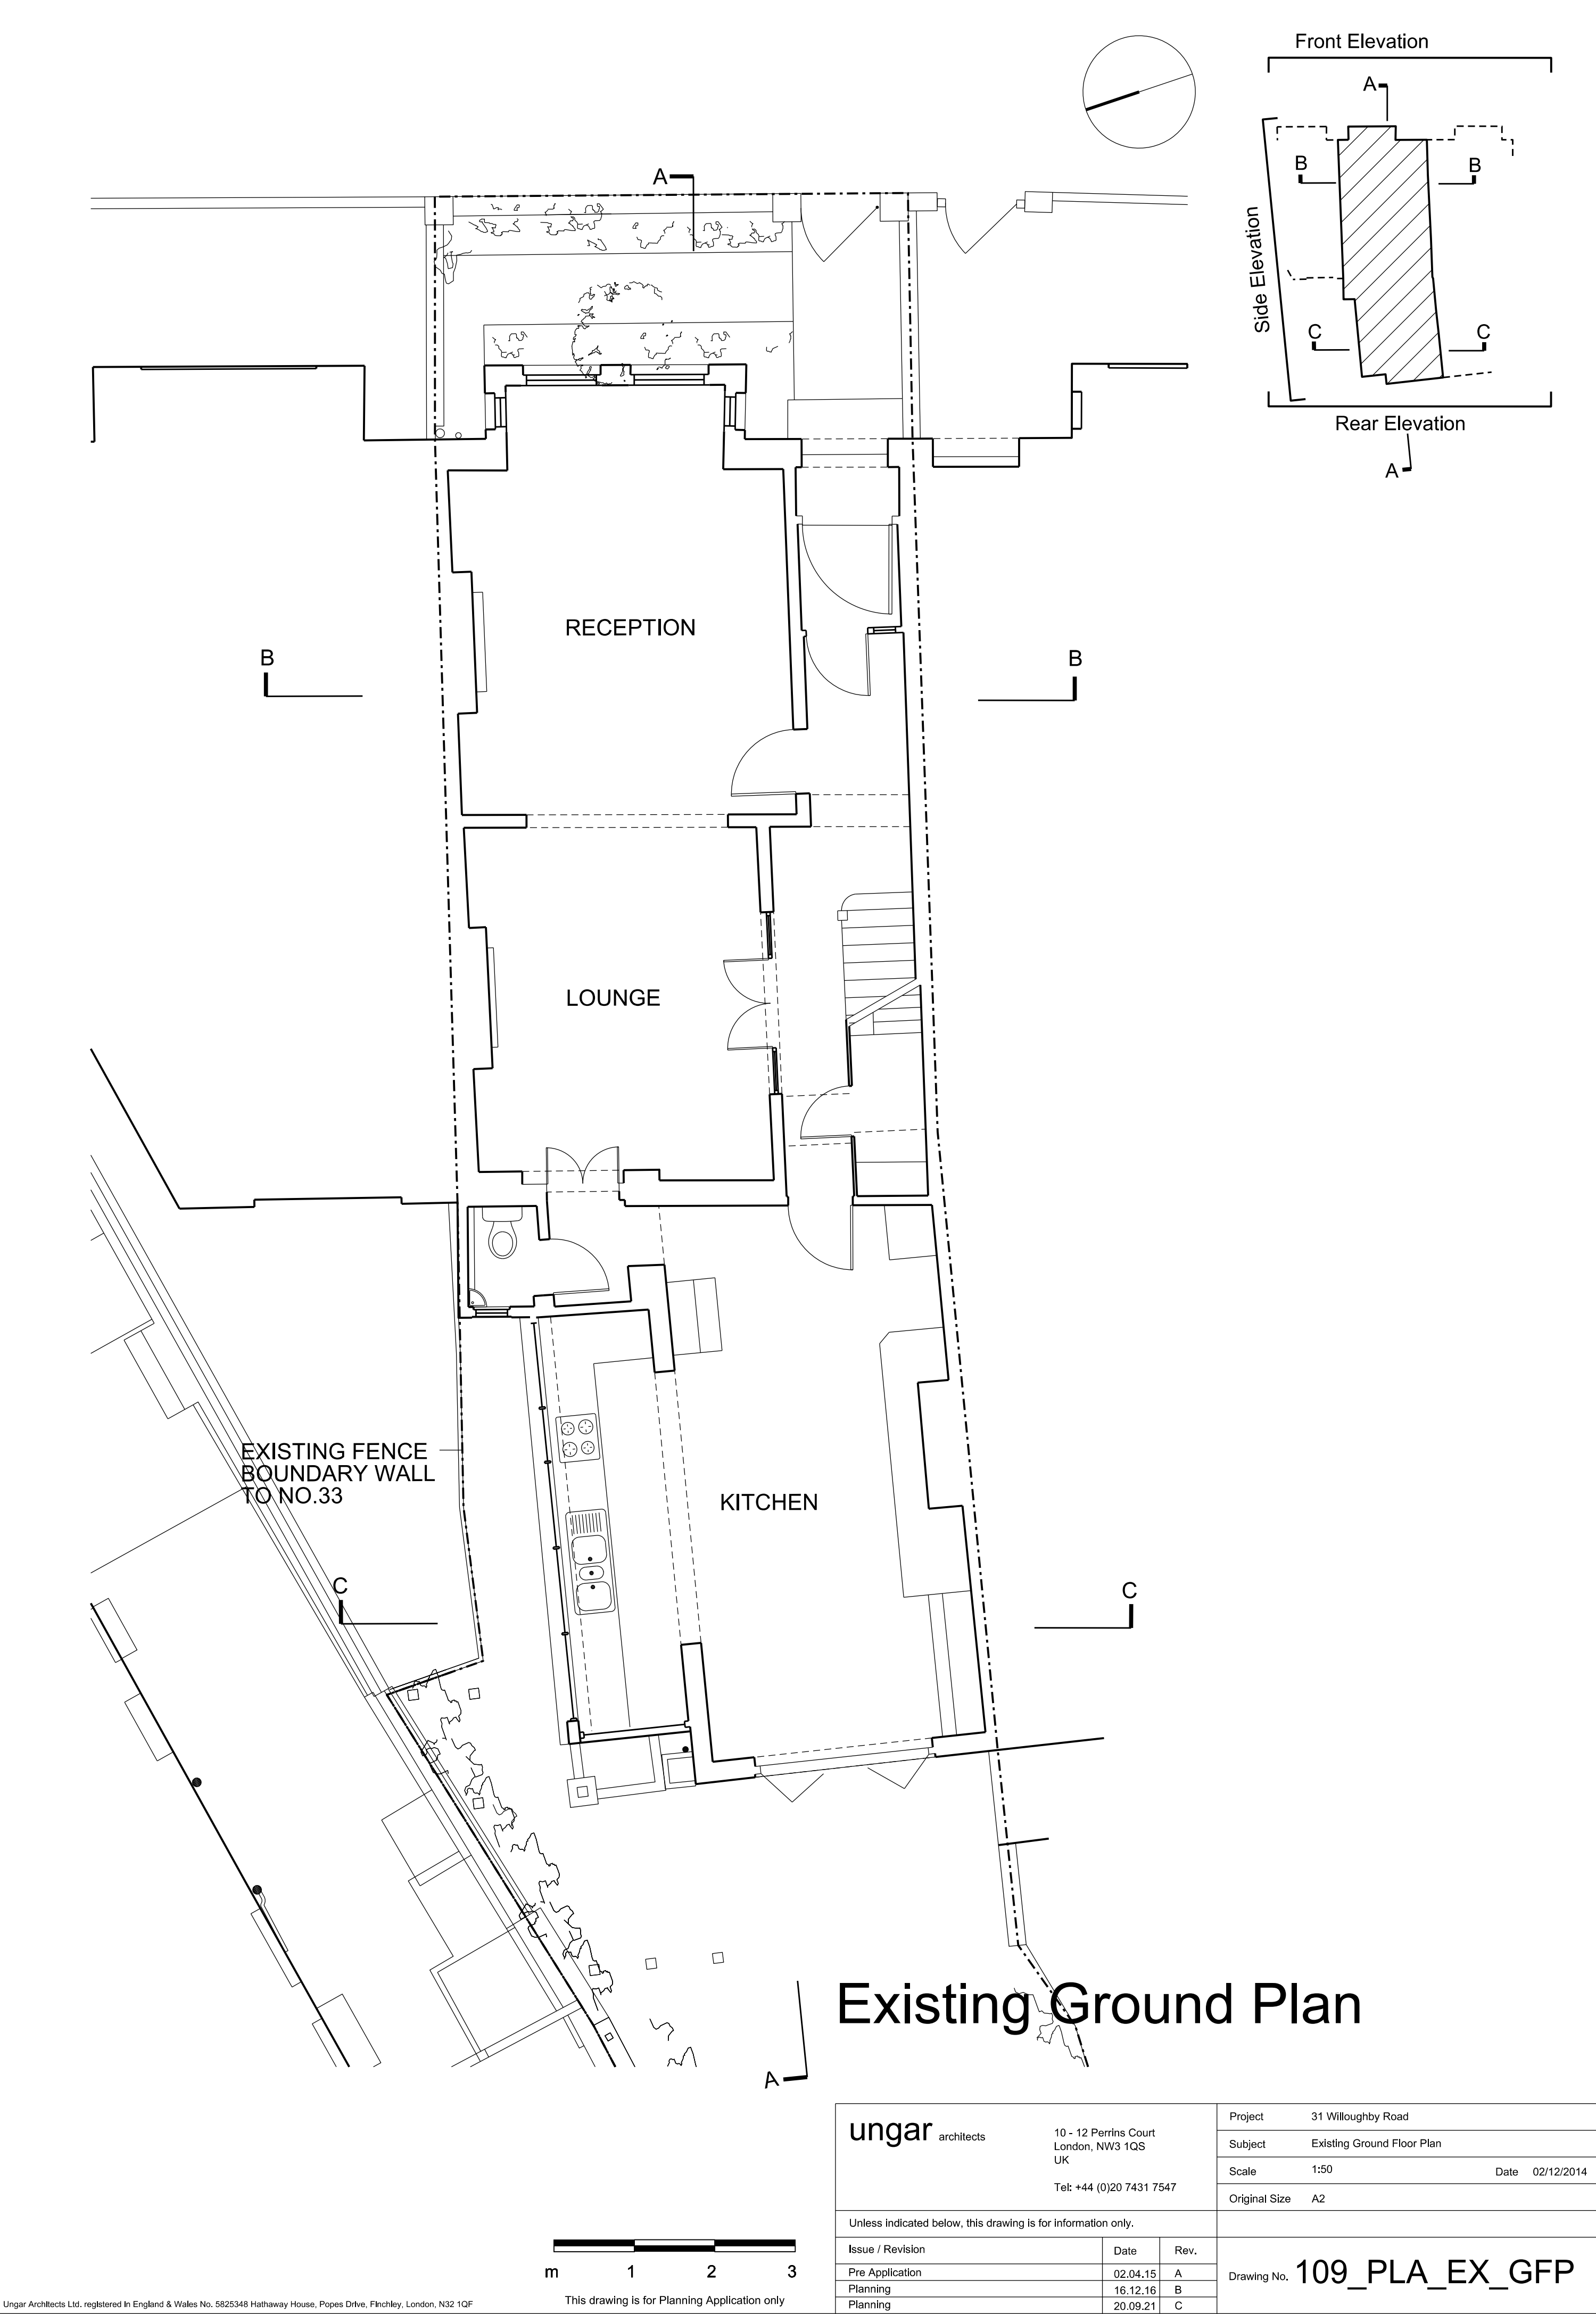 Front Elevation
A
B
B
Side Elevation
C
C
Rear Elevation
A
A
RECEPTION
B
B
LOUNGE
EXISTING FENCE
BOUNDARY WALL
TO NO.33
KITCHEN
C
C
Existing Ground Plan
A
ungar architects
10 - 12 Perrins Court
London, NW3 1QS
UK
Tel: +44 (0)20 7431 7547
Project 31 Willoughby Road
Subject Existing Ground Floor Plan
Scale 1:50 Date 02/12/2014
Original Size A2
Unless indicated below, this drawing is for information only.
Issue / Revision Date Rev.
Pre Application 02.04.15 A
Planning 16.12.16 B
Planning 20.09.21 C
Drawing No. 109_PLA_EX_GFP
m 1 2 3
This drawing is for Planning Application only
Ungar Architects Ltd. registered in England & Wales No. 5825348 Hathaway House, Popes Drive, Finchley, London, N32 1QF